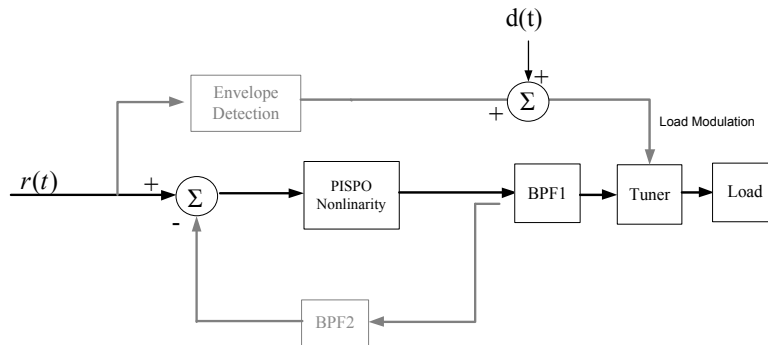 d(t)
+
Envelope
Detection
Σ
+
Load Modulation
r(t)
+
Σ
-
PISPO
Nonlinarity
BPF1
Tuner
Load
BPF2